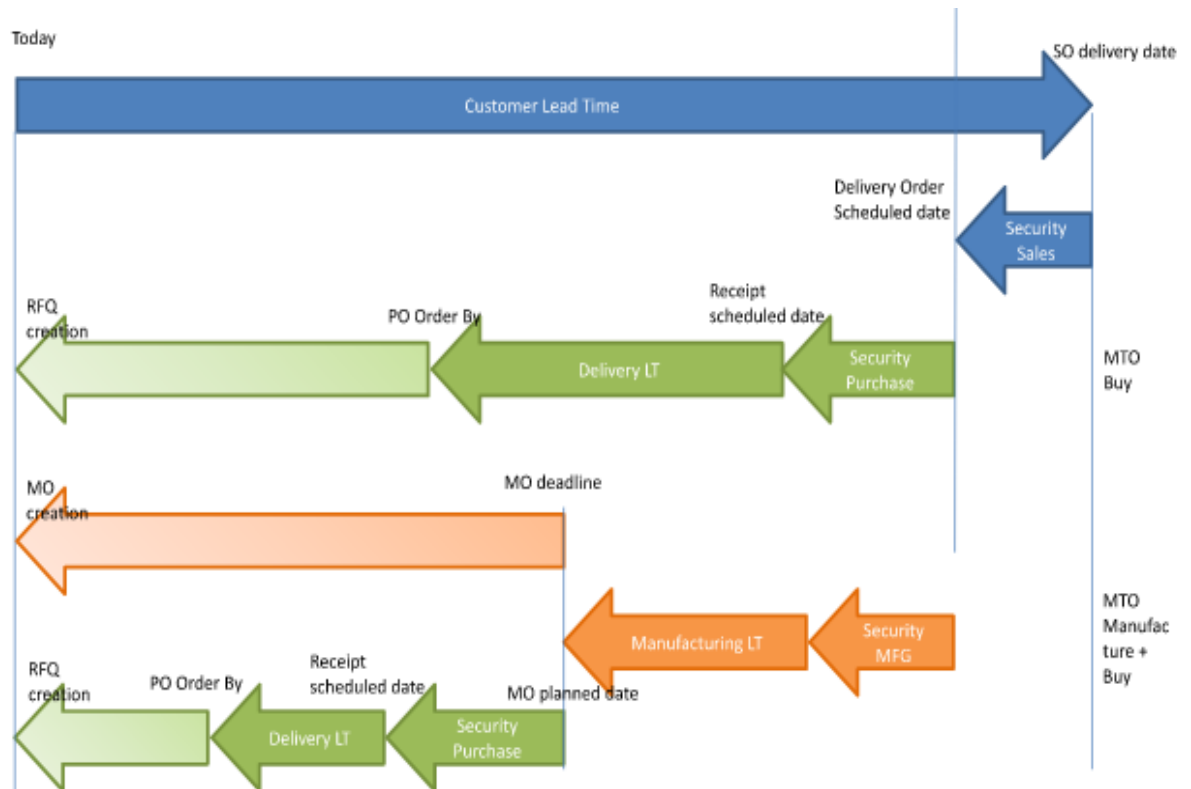 Today
SO delivery date
Customer Lead Time
Delivery Order
Scheduled date
Security
Sales
RFQ
creation
PO Order By
Receipt
scheduled date
Delivery LT
Security
Purchase
MTO
Buy
MO
creation
MO deadline
Manufacturing LT
Security
MFG
MTO
Manufac
ture +
Buy
RFQ
creation
PO Order By
Receipt
scheduled date
MO planned date
Delivery LT
Security
Purchase